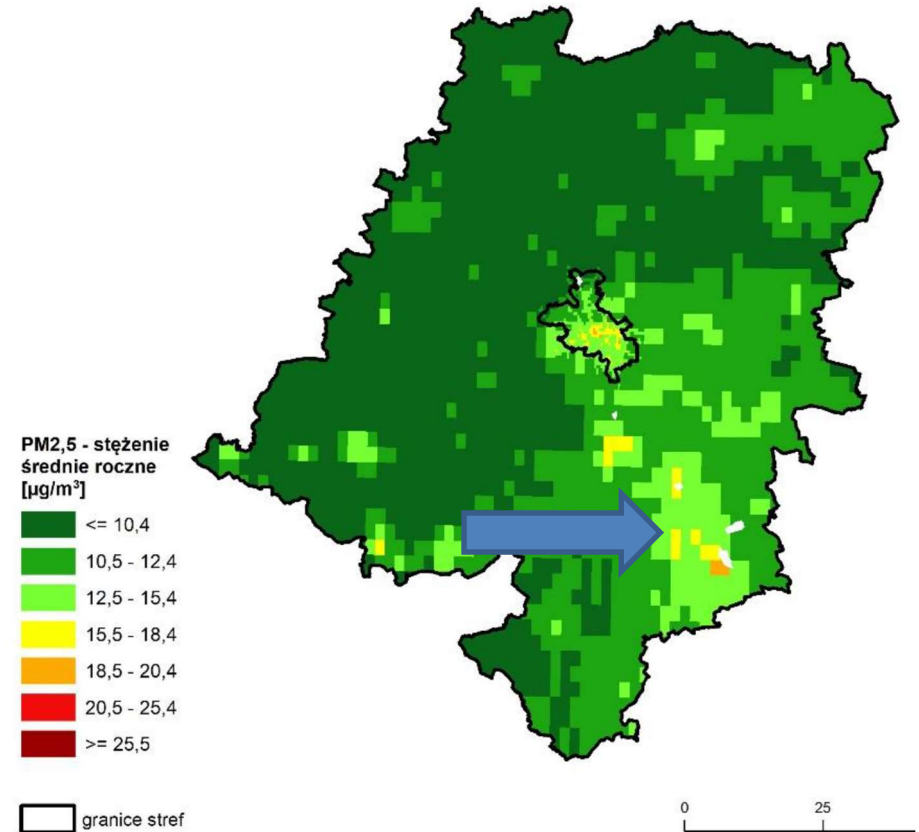 PM2,5 - stężenie
średnie roczne
[µg/m³]
<= 10,4
10,5 - 12,4
12,5 - 15,4
15,5 - 18,4
18,5 - 20,4
20,5 - 25,4
>= 25,5
granice stref
0 25